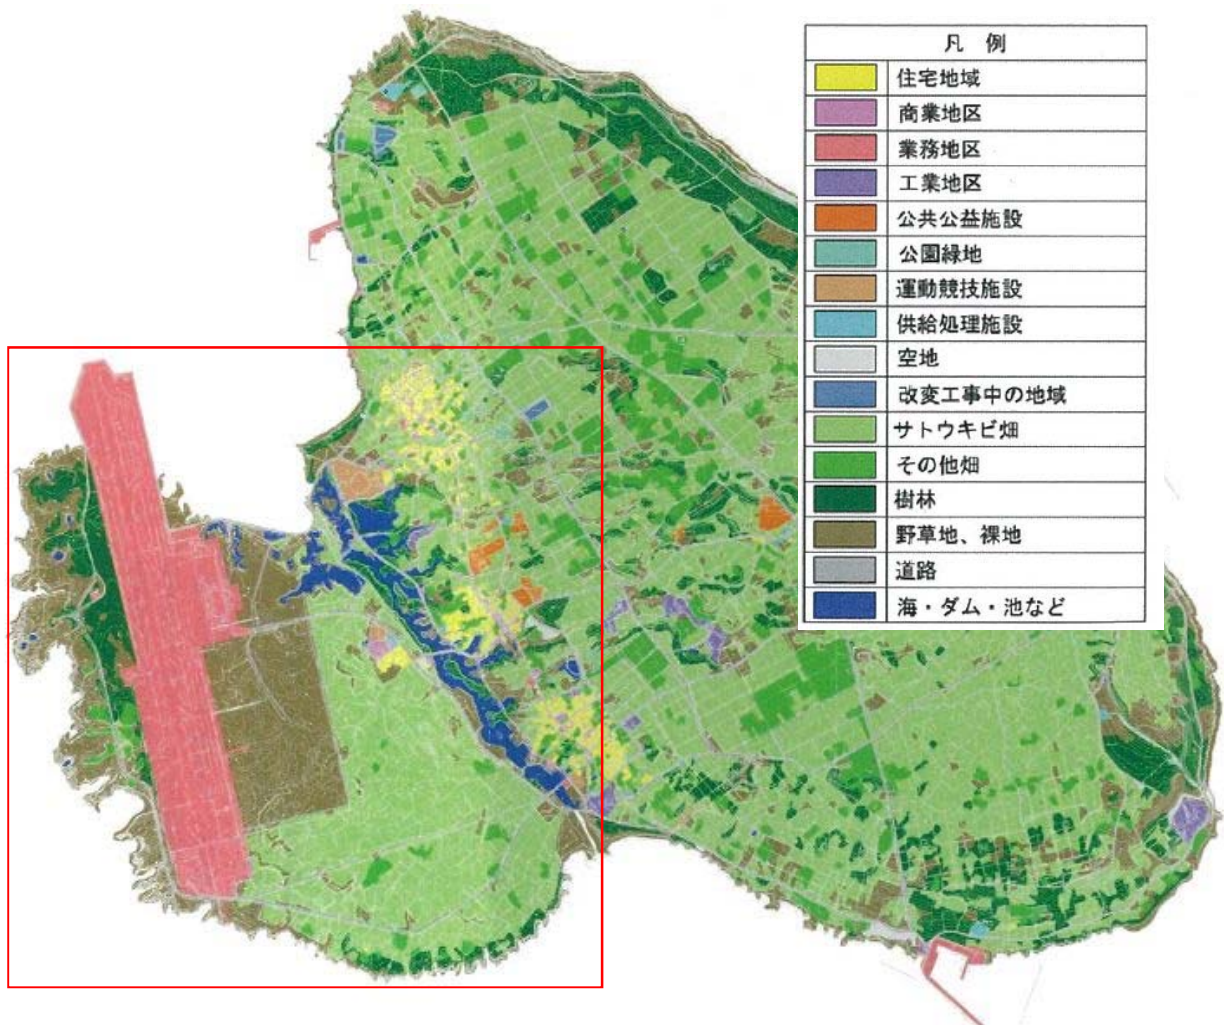 凡 例
住宅地域
商業地区
業務地区
工業地区
公共公益施設
公園緑地
運動競技施設
供給処理施設
空地
改変工事中の地域
サトウキビ畑
その他畑
樹林
野草地、裸地
道路
海・ダム・池など